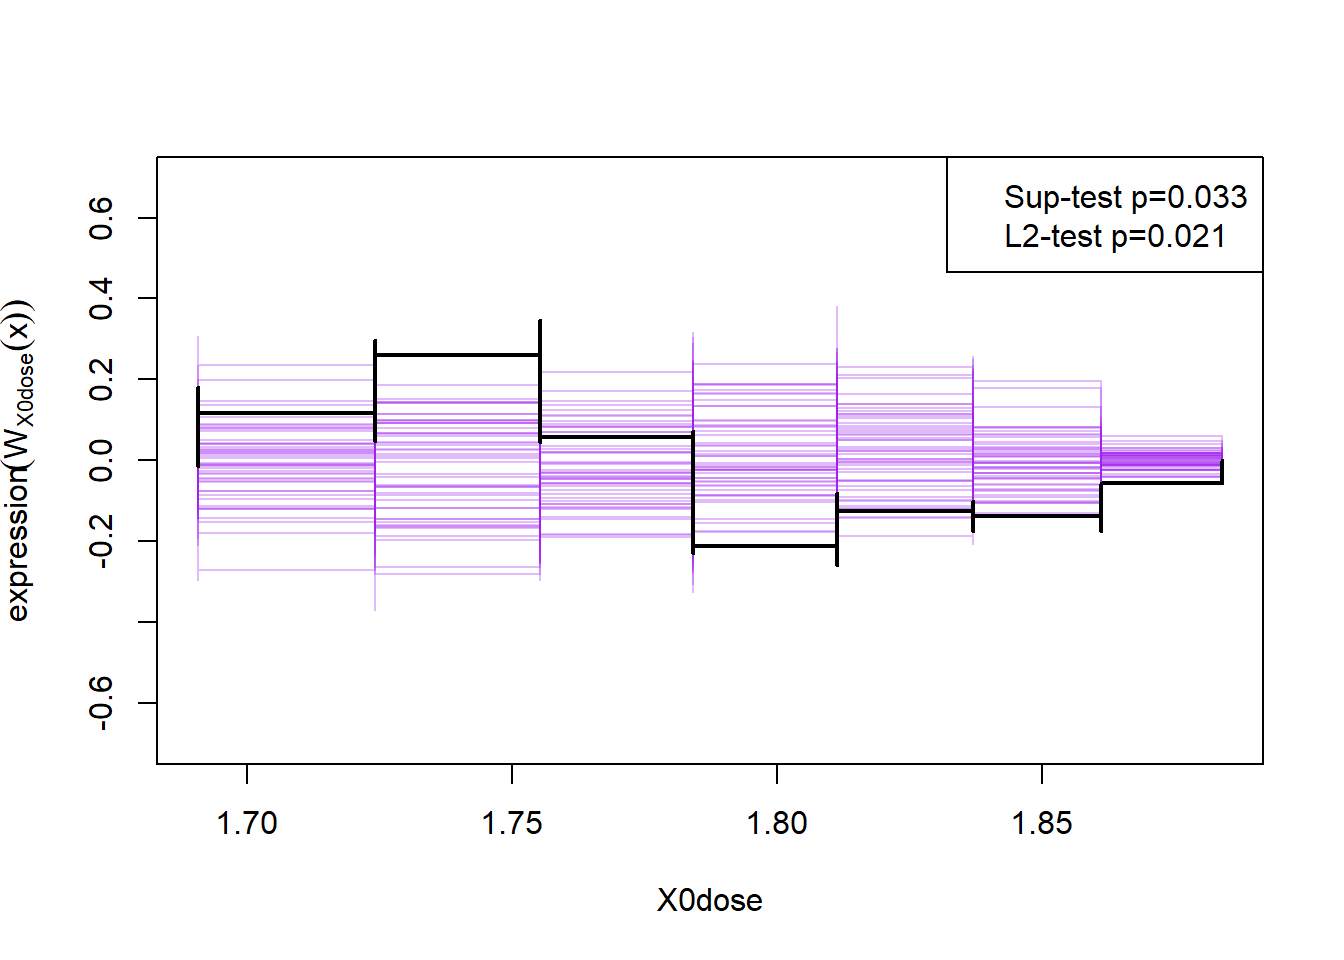 Sup-test p=0.033
L2-test p=0.021
0.6
0.4
0.2
0.0
-0.2
-0.6
expression(W_X0dose(x))
1.70 1.75 1.80 1.85
X0dose